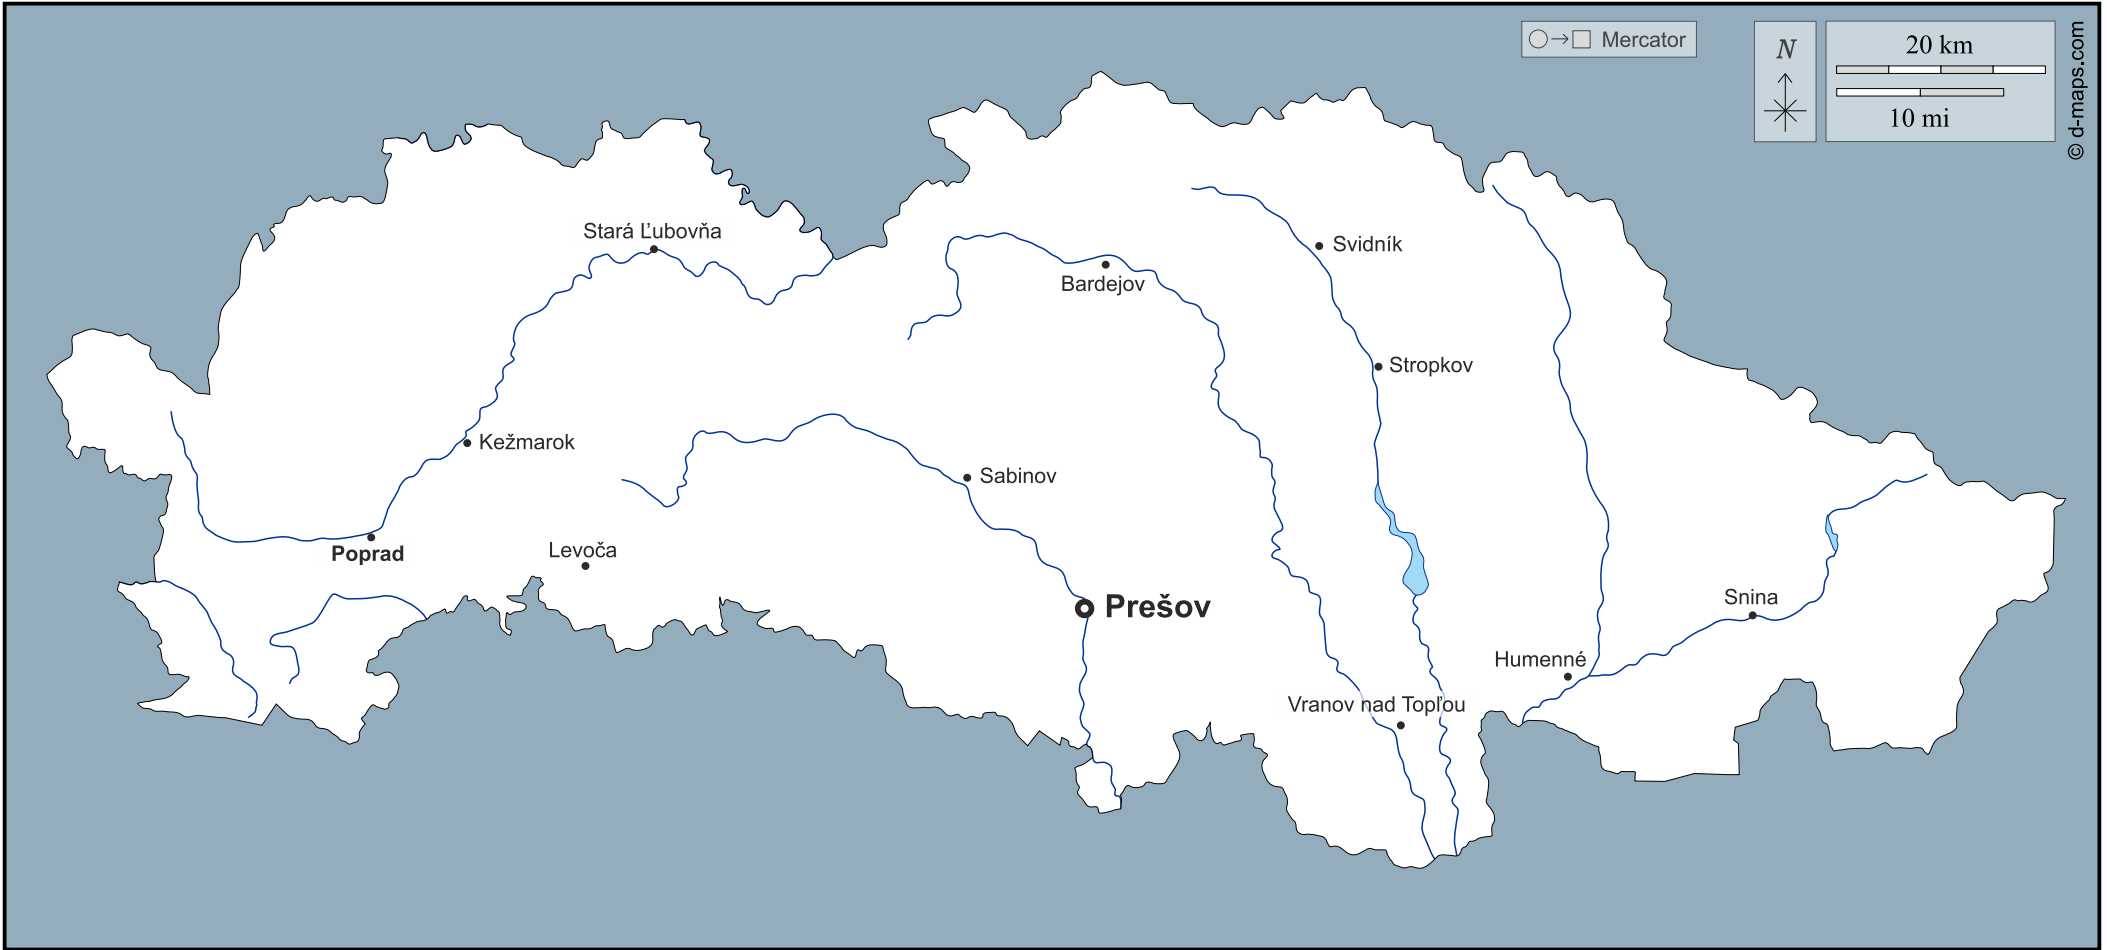 Mercator
N
20 km
10 mi
© d-maps.com
Stará Ľubovňa
Svidník
Bardejov
Stropkov
Kežmarok
Sabinov
Poprad
Levoča
Prešov
Snina
Humenné
Vranov nad Topľou